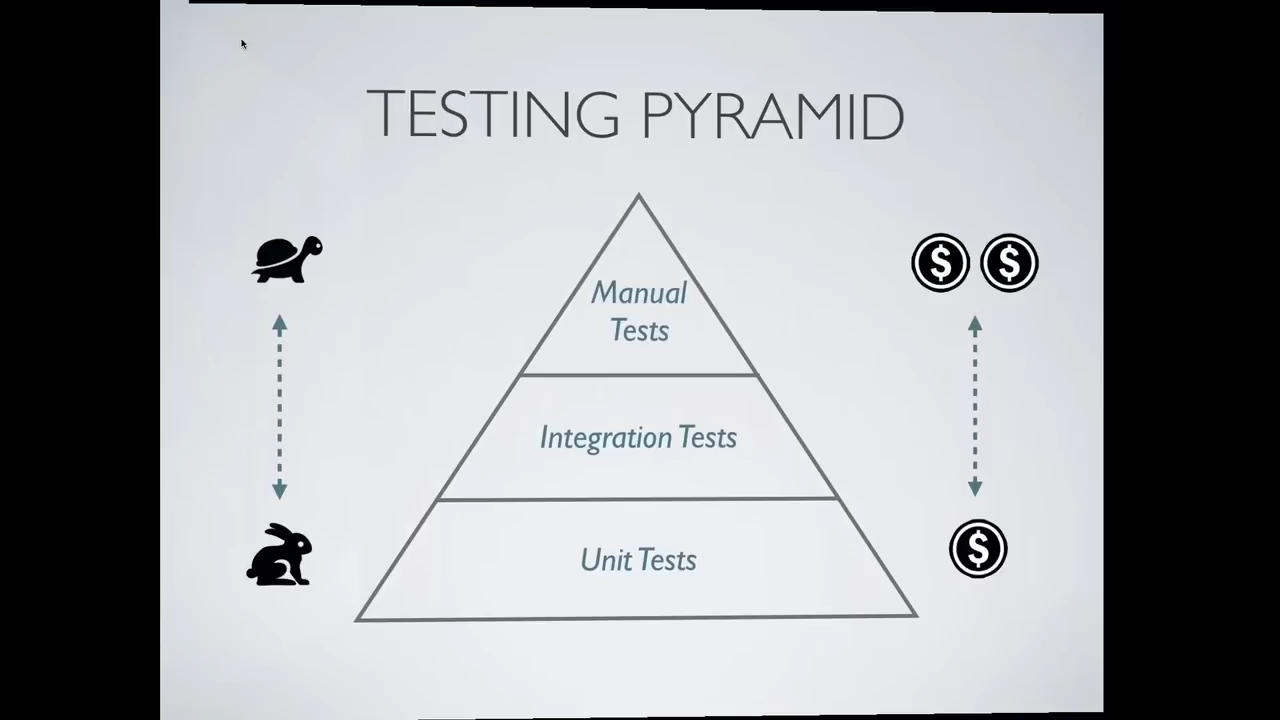 TESTING PYRAMID
Manual
Tests
$ $
Integration Tests
Unit Tests
$